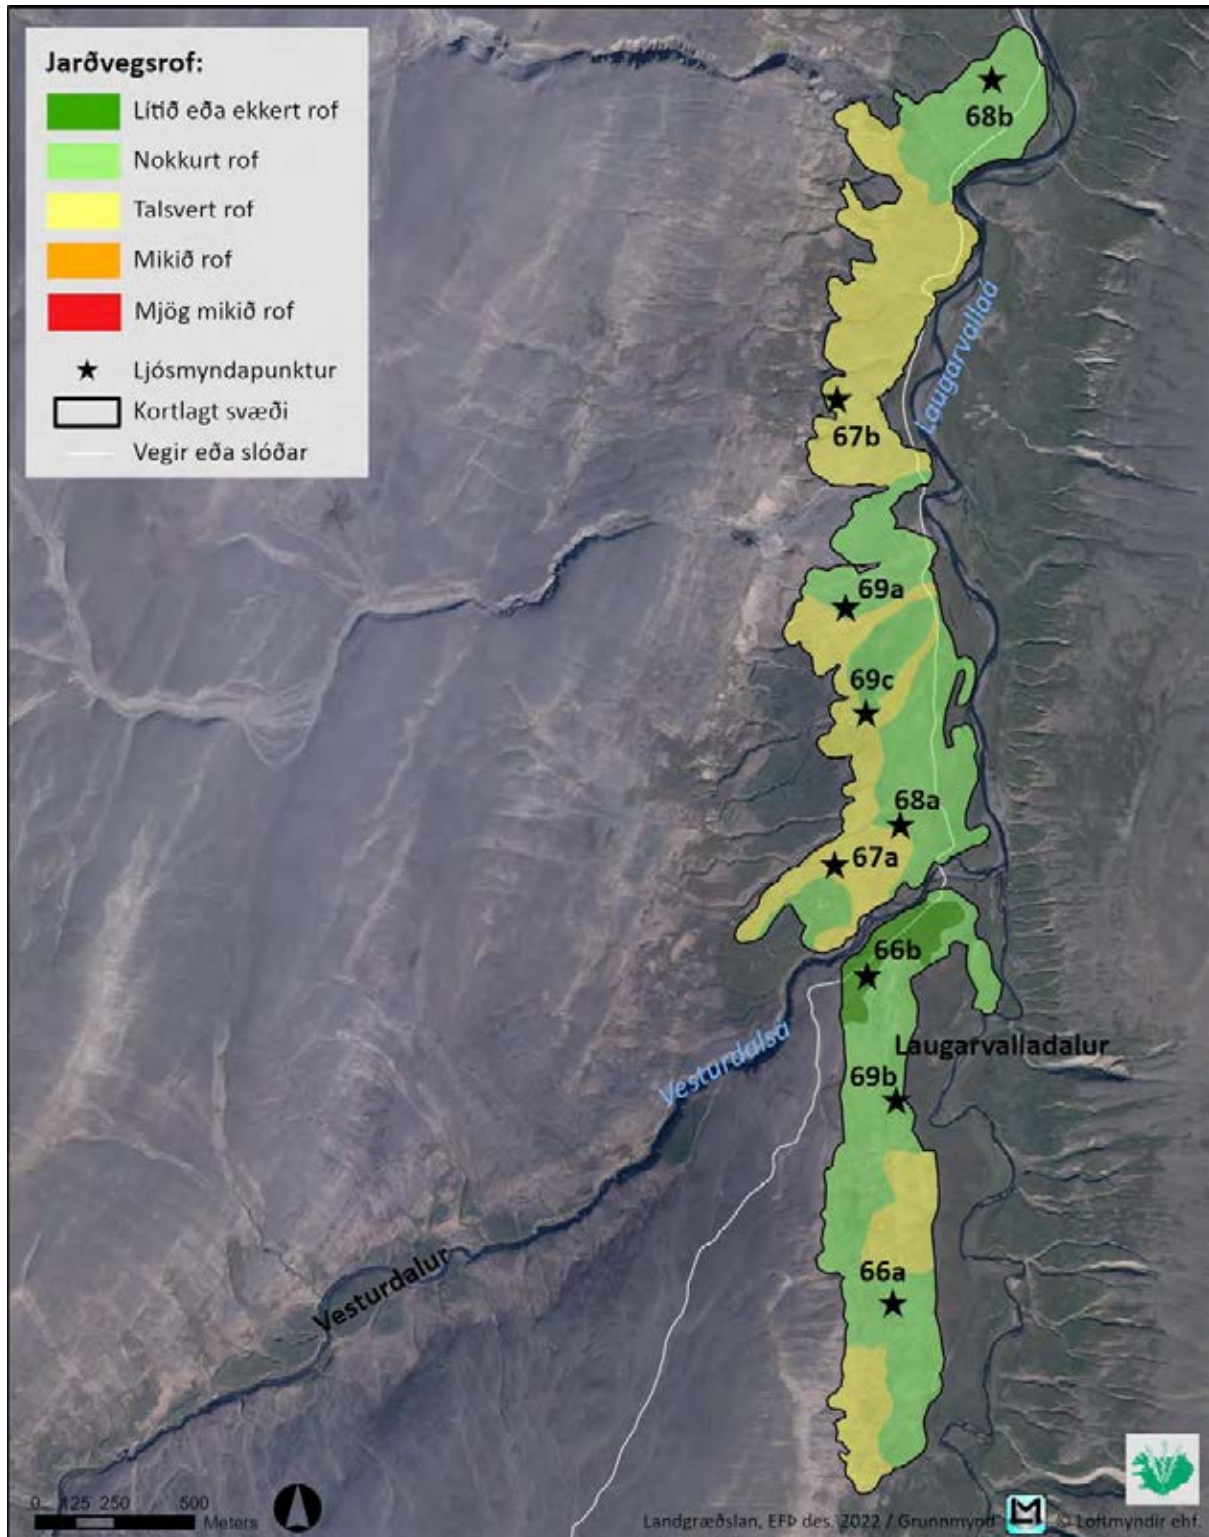 Jarðvegsrof:
Lítið eða ekkert rof
Nokkurt rof
Talsvert rof
Mikið rof
Mjög mikið rof
Ljósmyndapunktur
Kortlagt svæði
Vegir eða slóðar
68b
Laugarvallaá
67b
69a
69c
68a
67a
66b
Laugarvalladalur
Vesturdalsá
69b
66a
Vesturdalur
0 125 250 500
Meters
Landgræðslan, EFÞ des. 2022 / Grunnmynd LM © Loftmyndir ehf.